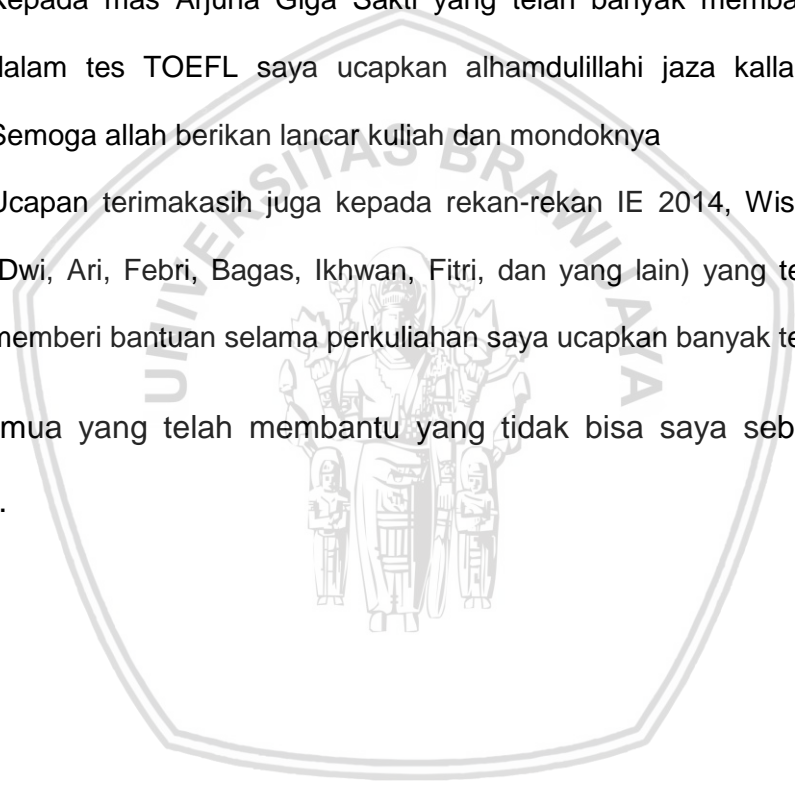 Kepada mas Arjuna Giga Sakti yang telah banyak memba
dalam tes TOEFL saya ucapkan alhamdulillahi jaza kalla
Semoga allah berikan lancar kuliah dan mondoknya
Ucapan terimakasih juga kepada rekan-rekan IE 2014, Wis
Dwi, Ari, Febri, Bagas, Ikhwan, Fitri, dan yang lain) yang te
memberi bantuan selama perkuliahan saya ucapkan banyak te
mua yang telah membantu yang tidak bisa saya seb
.
UNIVERSITAS BRAWIJAYA